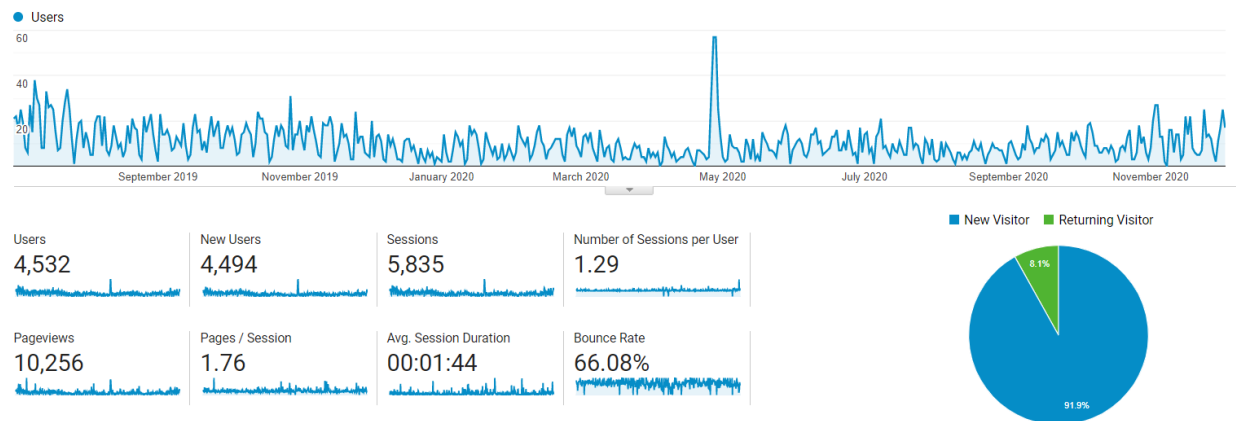 Users
60
40
20
September 2019 November 2019 January 2020 March 2020 May 2020 July 2020 September 2020 November 2020
New Visitor Returning Visitor
Users New Users Sessions Number of Sessions per User
4,532 4,494 5,835 1.29
8.1%
Pageviews Pages / Session Avg. Session Duration Bounce Rate
10,256 1.76 00:01:44 66.08%
91.9%